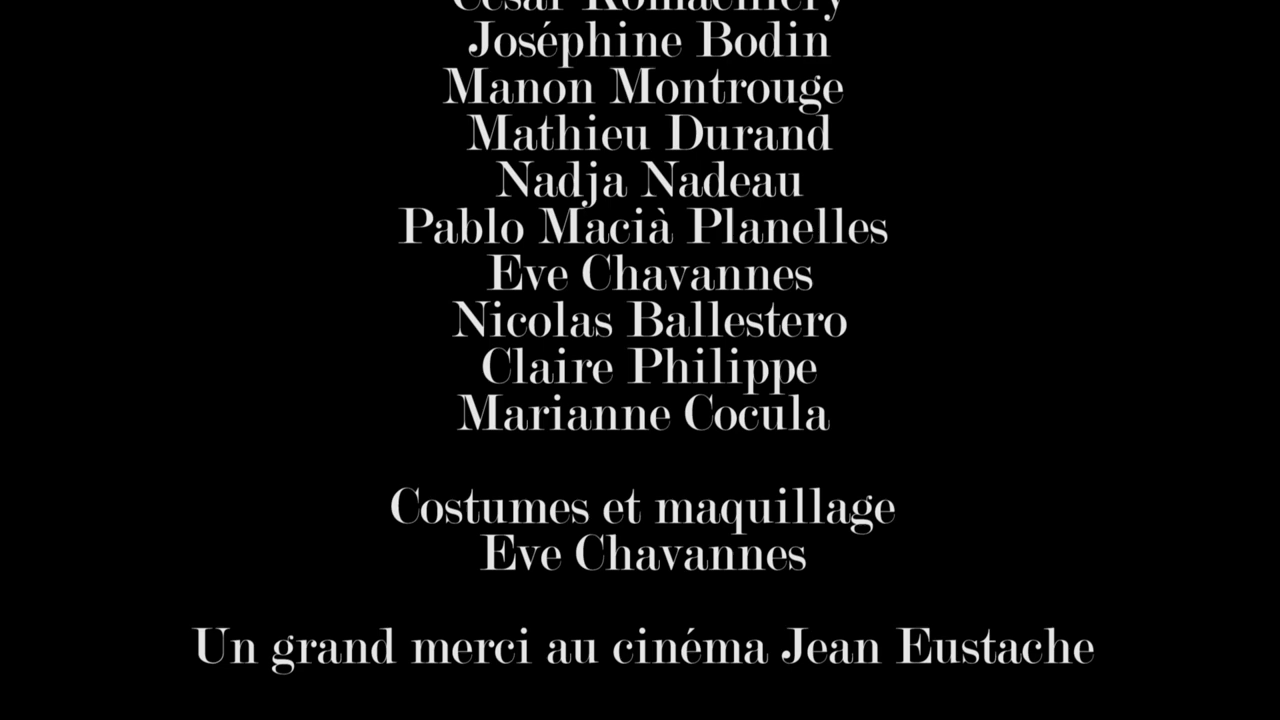 Joséphine Bodin
Manon Montrouge
Mathieu Durand
Nadja Nadeau
Pablo Macià Planelles
Eve Chavannes
Nicolas Ballestero
Claire Philippe
Marianne Cocula
Costumes et maquillage
Eve Chavannes
Un grand merci au cinéma Jean Eustache